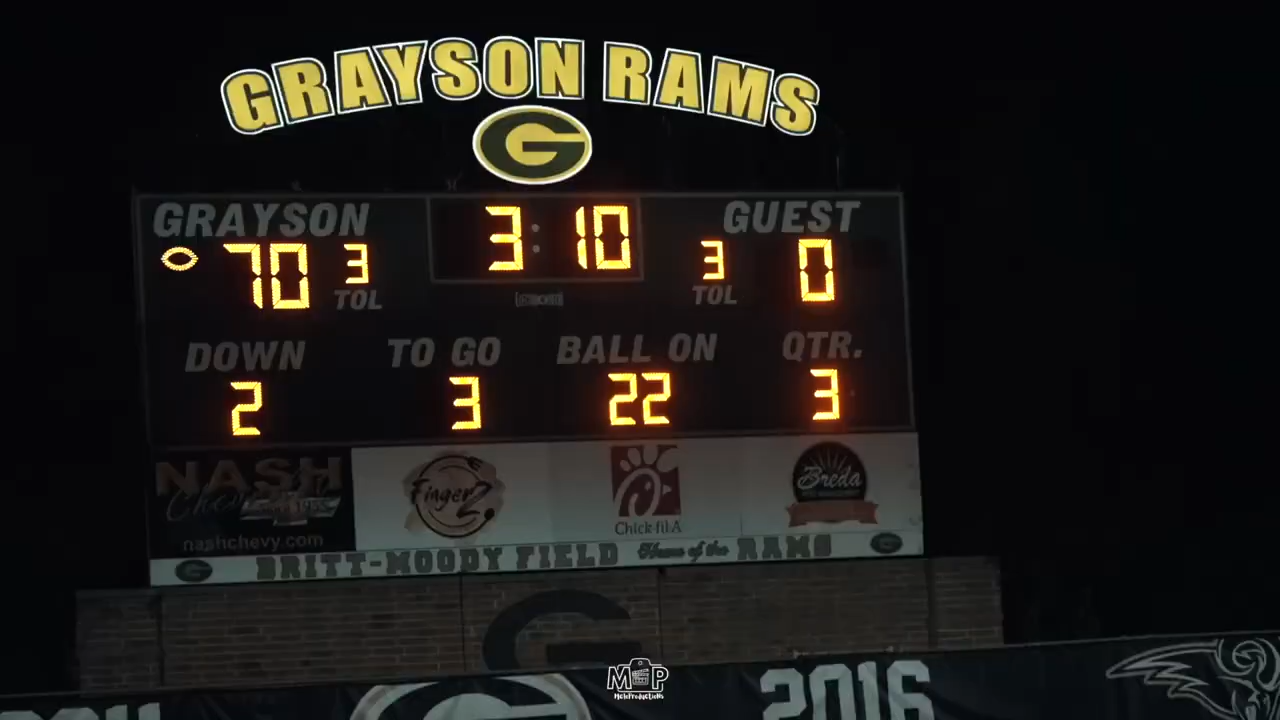 GRAYSON RAMS
G
GRAYSON 3:10 GUEST
70 3 3 0
TOL TOL
DOWN TO GO BALL ON QTR.
2 3 22 3
NASH FingerZ Chick-fil-A Breda
nashchevy.com
BRITT-MOODY FIELD Home of the RAMS
G
2016
MP